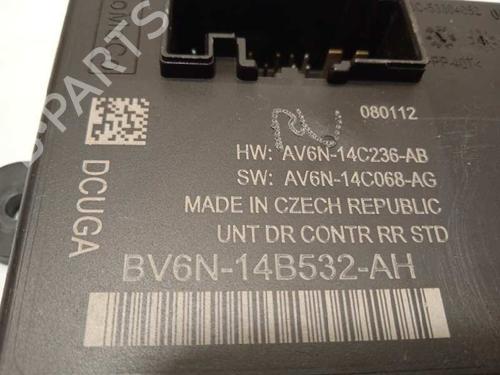 080112
HW: AV6N-14C236-AB
SW: AV6N-14C068-AG
MADE IN CZECH REPUBLIC
UNT DR CONTR RR STD
BV6N-14B532-AH
DCUGA